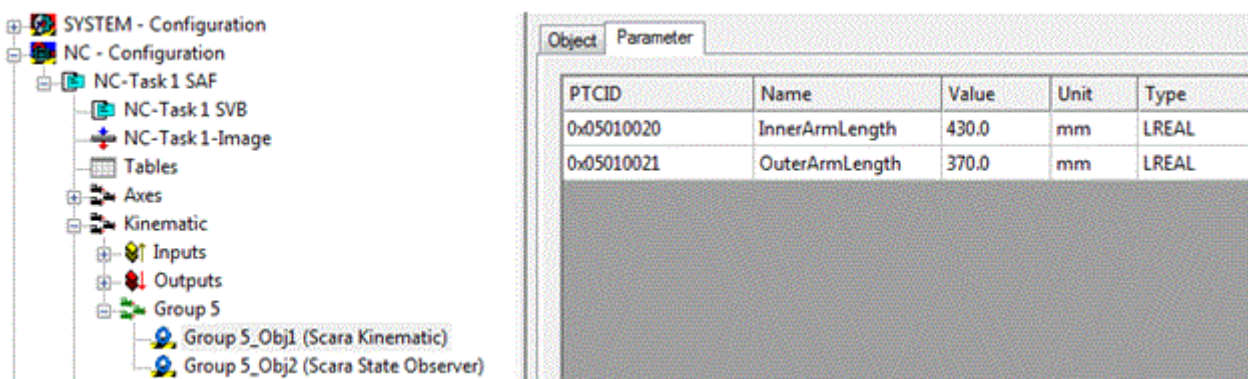 SYSTEM - Configuration
NC - Configuration
NC-Task 1 SAF
NC-Task 1 SVB
NC-Task 1-Image
Tables
Axes
Kinematic
Inputs
Outputs
Group 5
Group 5_Obj1 (Scara Kinematic)
Group 5_Obj2 (Scara State Observer)
Object Parameter
PTCID Name Value Unit Type
0x05010020 InnerArmLength 430.0 mm LREAL
0x05010021 OuterArmLength 370.0 mm LREAL